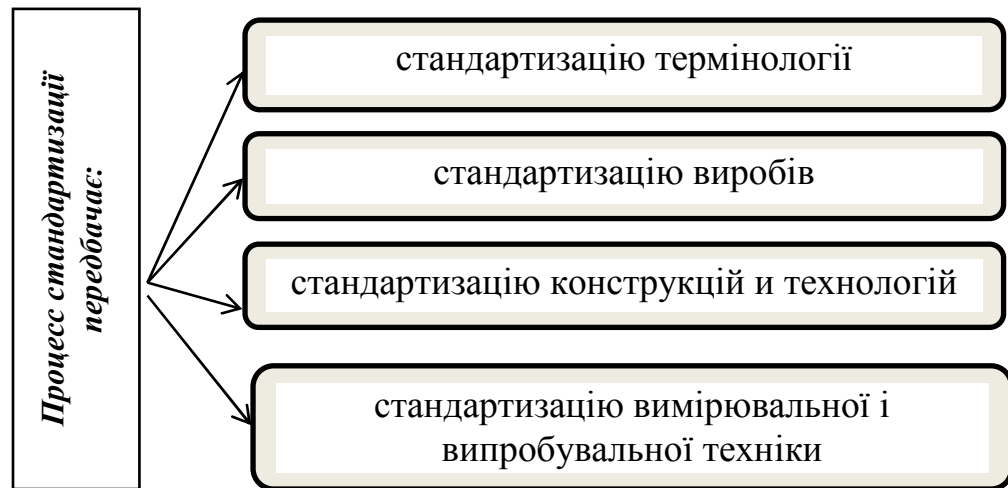 Процесс стандартизації
передбачає:
стандартизацію термінології
стандартизацію виробів
стандартизацію конструкцій и технологій
стандартизацію вимірювальної і
випробувальної техніки